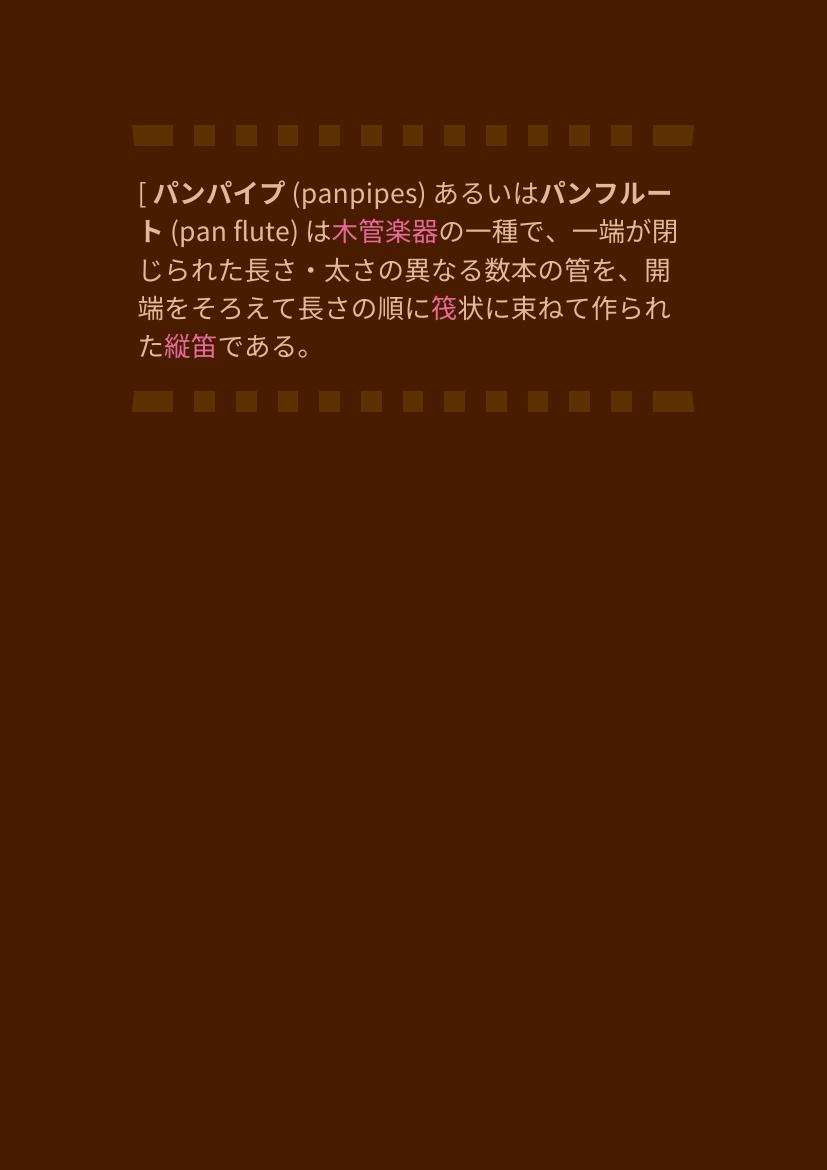 [ パンパイプ (panpipes) あるいはパンフルー
ト (pan flute) は木管楽器の一種で、一端が閉
じられた長さ・太さの異なる数本の管を、開
端をそろえて長さの順に筏状に束ねて作られ
た縦笛である。